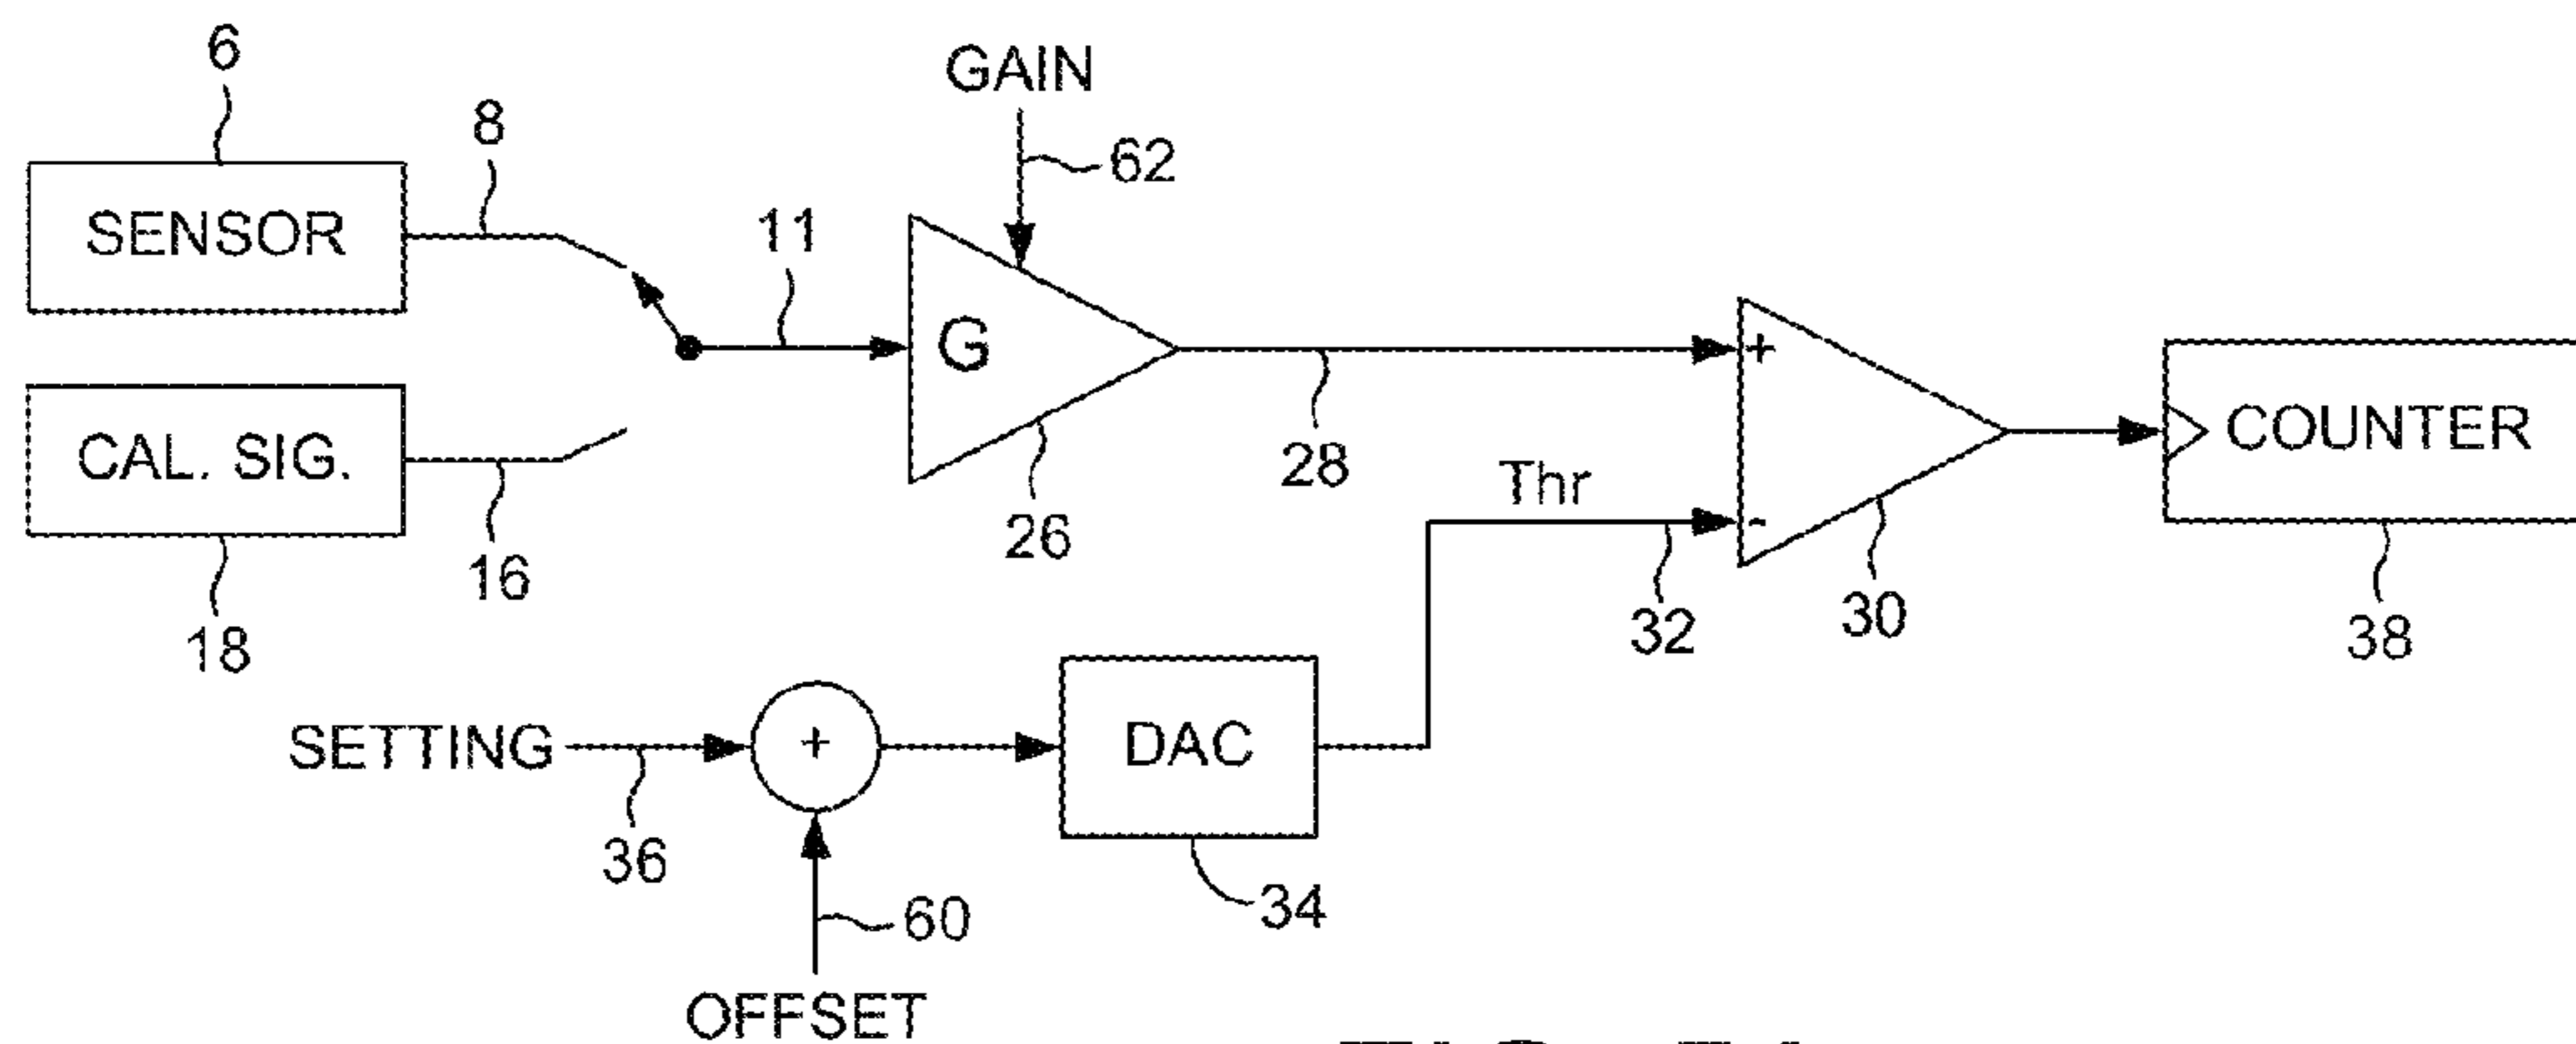 6
8
GAIN
62
SENSOR
11
G
+
COUNTER
CAL. SIG.
28
Thr
-
26
16
32
30
38
18
SETTING
+
DAC
36
60
34
OFFSET